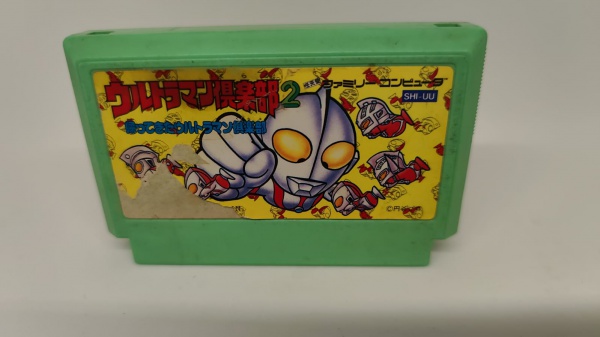 ウルトラマン倶楽部2
帰ってきたウルトラマン倶楽部
ファミリーコンピュータ
SHI-UU